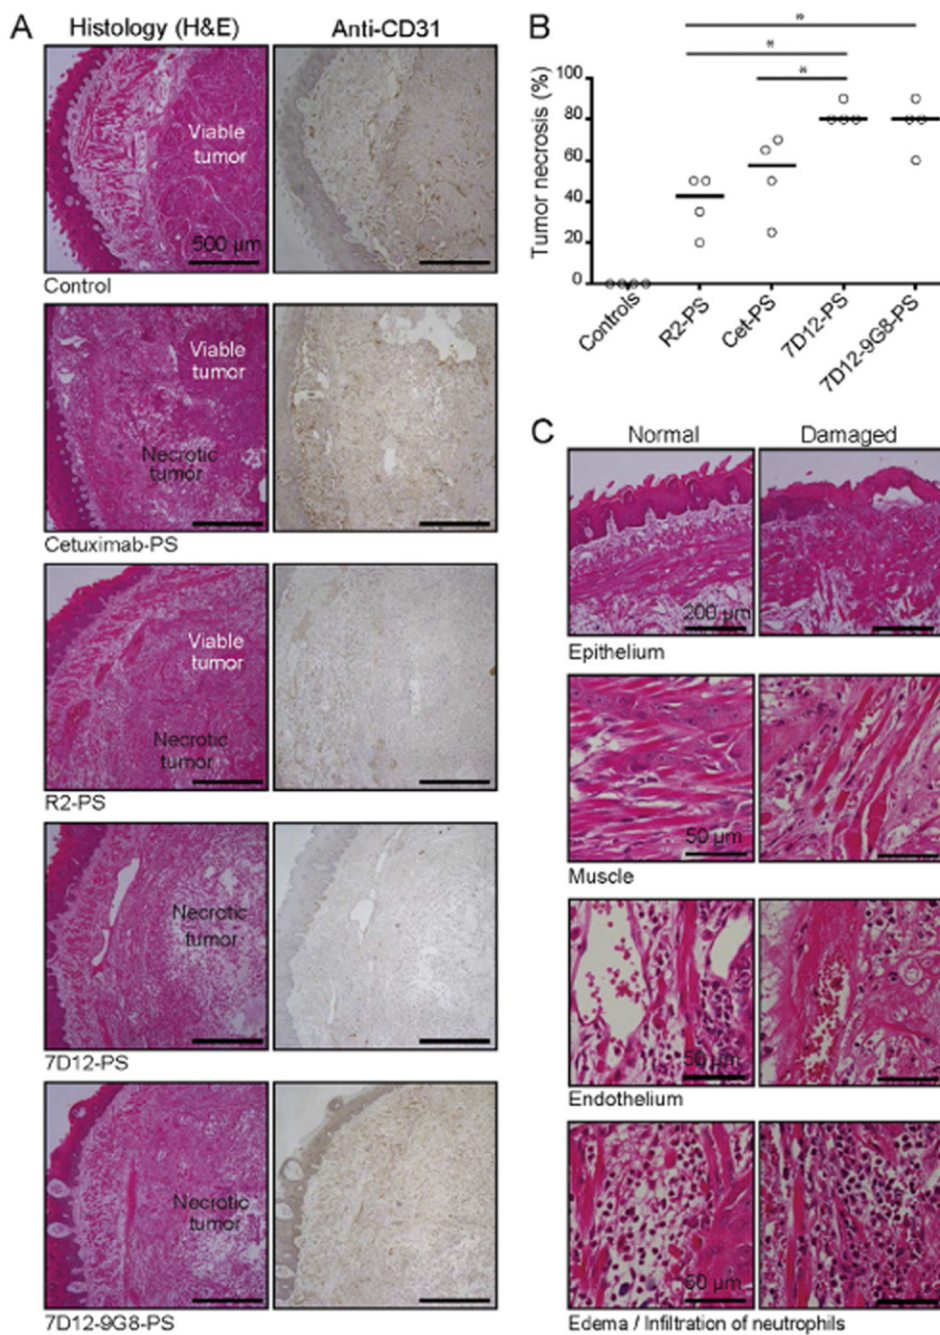 A
Histology (H&E) Anti-CD31
Viable
tumor
500 µm
Control
Viable
tumor
Necrotic
tumor
Cetuximab-PS
Viable
tumor
Necrotic
tumor
R2-PS
Necrotic
tumor
7D12-PS
Necrotic
tumor
7D12-9G8-PS
B
*
*
*
Tumor necrosis (%)
100
80
60
40
20
0
Controls
R2-PS
Cet-PS
7D12-PS
7D12-9G8-PS
C
Normal Damaged
200 µm
Epithelium
50 µm
Muscle
50 µm
Endothelium
50 µm
Edema / Infiltration of neutrophils